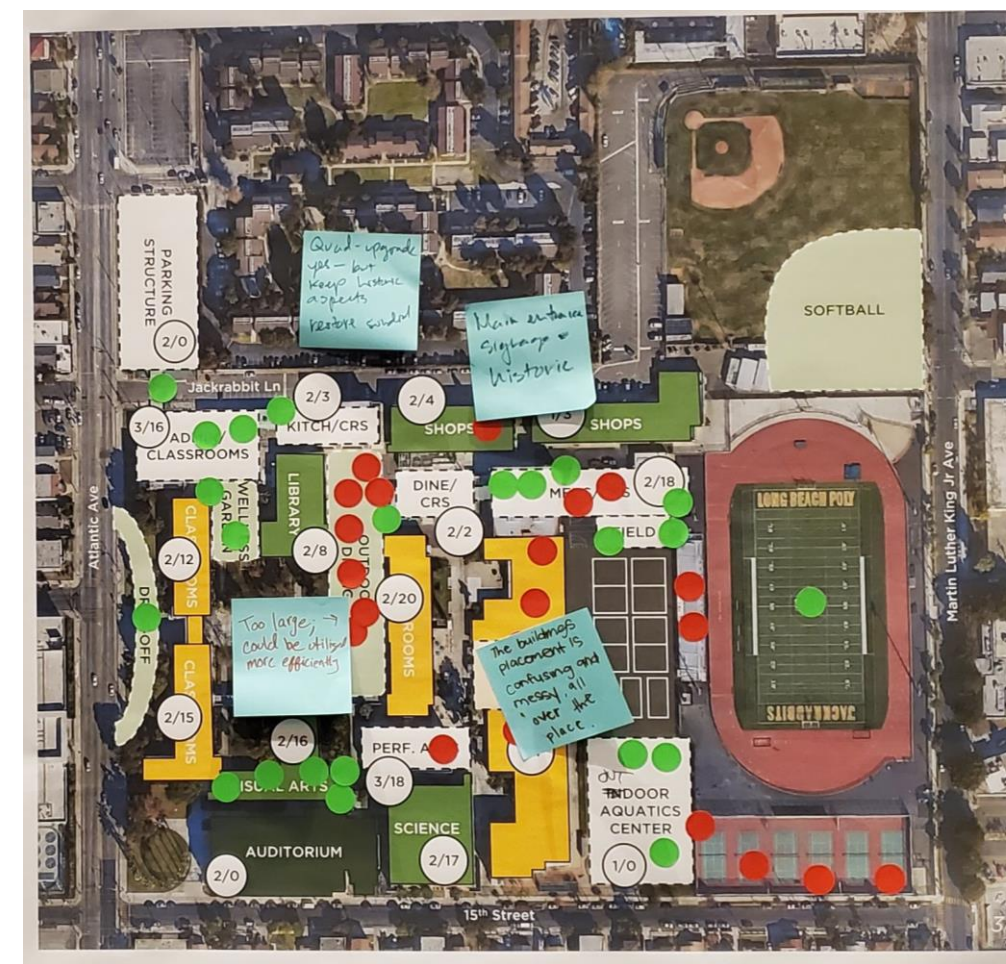 PARKING
STRUCTURE
2/0
Quad - upgrade
yes - but
keep historic
aspects
restore
Main entrance
Signage
historic
SOFTBALL
Jackrabbit Ln
3/16
CLASSROOMS
2/3
KITCH/CRS
2/4
SHOPS
SHOPS
LIBRARY
DINE/
CRS
2/18
2/2
2/8
2/12
2/20
LONG BEACH POLY
Atlantic Ave
Martin Luther King Jr Ave
Too large; →
could be utilized
more efficiently
The buildings
placement is
confusing and
messy all
over the
place.
2/15
2/16
PERF. A
3/18
VISUAL ARTS
SCIENCE
2/17
AUDITORIUM
2/0
out
INDOOR
AQUATICS
CENTER
1/0
JACKRABBITS
15th Street